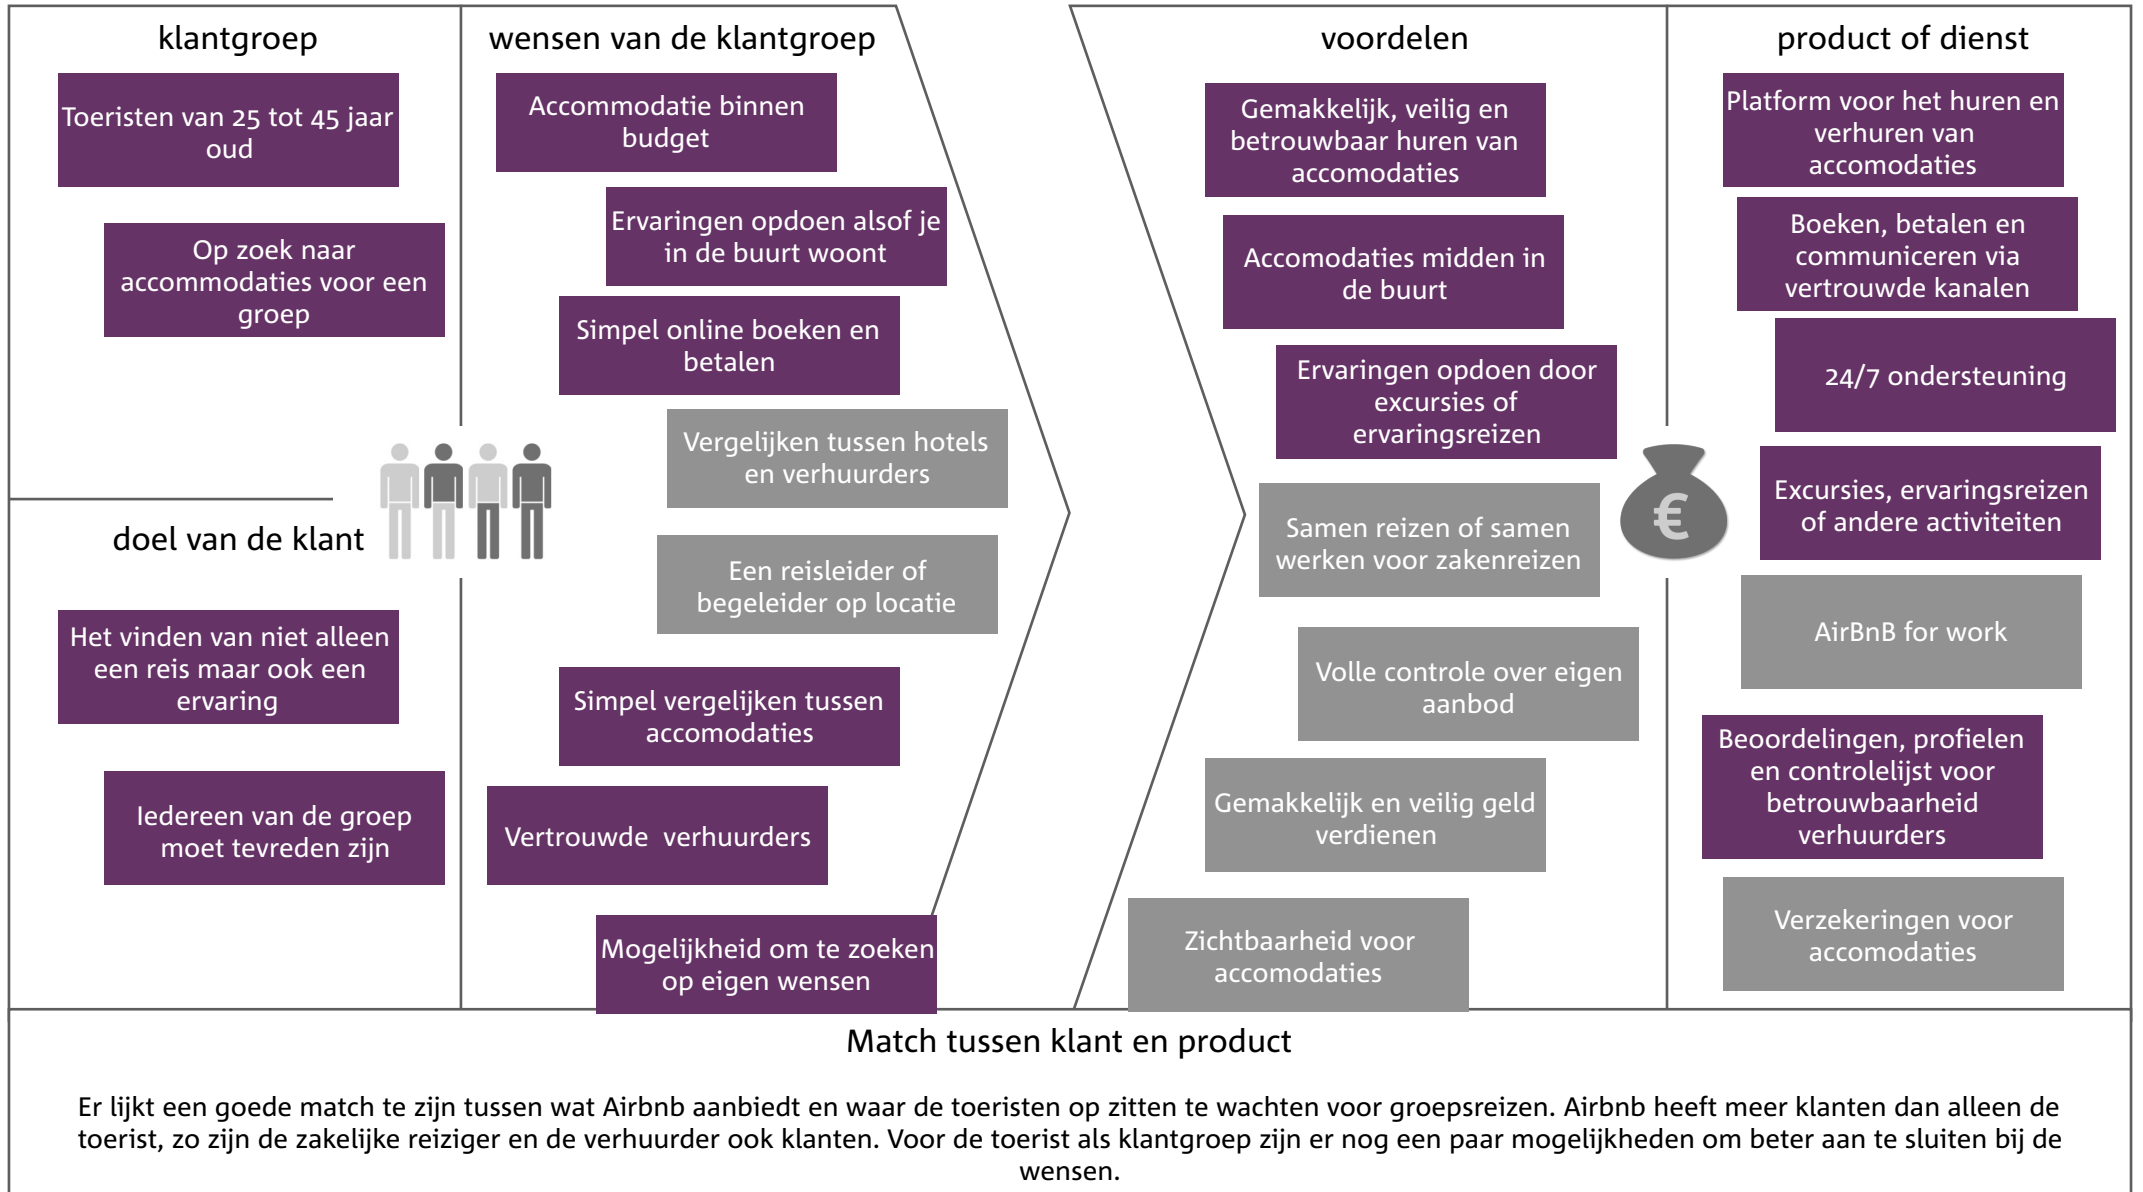 klantgroep
Toeristen van 25 tot 45 jaar
oud
Op zoek naar
accommodaties voor een
groep
doel van de klant
Het vinden van niet alleen
een reis maar ook een
ervaring
Iedereen van de groep
moet tevreden zijn
wensen van de klantgroep
Accommodatie binnen
budget
Ervaringen opdoen alsof je
in de buurt woont
Simpel online boeken en
betalen
Vergelijken tussen hotels
en verhuurders
Een reisleider of
begeleider op locatie
Simpel vergelijken tussen
accomodaties
Vertrouwde  verhuurders
Mogelijkheid om te zoeken
op eigen wensen
voordelen
Gemakkelijk, veilig en
betrouwbaar huren van
accomodaties
Accomodaties midden in
de buurt
Ervaringen opdoen door
excursies of
ervaringsreizen
Samen reizen of samen
werken voor zakenreizen
Volle controle over eigen
aanbod
Gemakkelijk en veilig geld
verdienen
Zichtbaarheid voor
accomodaties
€
product of dienst
Platform voor het huren en
verhuren van
accomodaties
Boeken, betalen en
communiceren via
vertrouwde kanalen
24/7 ondersteuning
Excursies, ervaringsreizen
of andere activiteiten
AirBnB for work
Beoordelingen, profielen
en controlelijst voor
betrouwbaarheid
verhuurders
Verzekeringen voor
accomodaties
Match tussen klant en product
Er lijkt een goede match te zijn tussen wat Airbnb aanbiedt en waar de toeristen op zitten te wachten voor groepsreizen. Airbnb heeft meer klanten dan alleen de
toerist, zo zijn de zakelijke reiziger en de verhuurder ook klanten. Voor de toerist als klantgroep zijn er nog een paar mogelijkheden om beter aan te sluiten bij de
wensen.